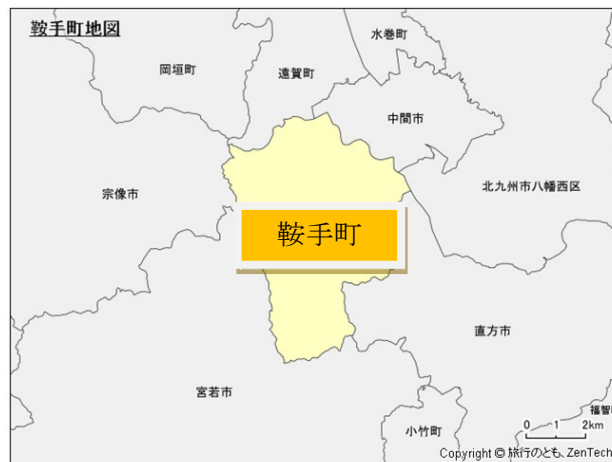 鞍手町地図
水巻町
岡垣町
遠賀町
中間市
宗像市
北九州市八幡西区
鞍手町
直方市
宮若市
福智町
0 1 2km
小竹町
Copyright © 旅行のとも、ZenTech